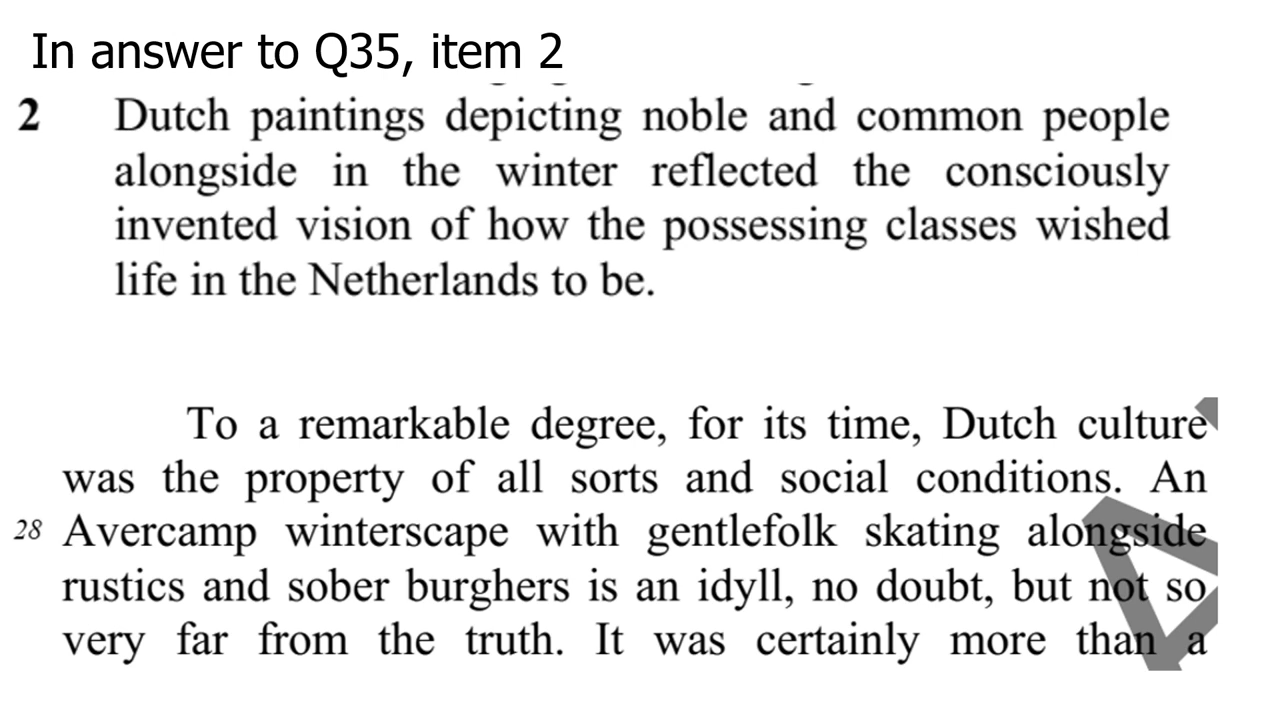 In answer to Q35, item 2
2 Dutch paintings depicting noble and common people
alongside in the winter reflected the consciously
invented vision of how the possessing classes wished
life in the Netherlands to be.
To a remarkable degree, for its time, Dutch culture
was the property of all sorts and social conditions. An
28 Avercamp winterscape with gentlefolk skating alongside
rustics and sober burghers is an idyll, no doubt, but not so
very far from the truth. It was certainly more than a